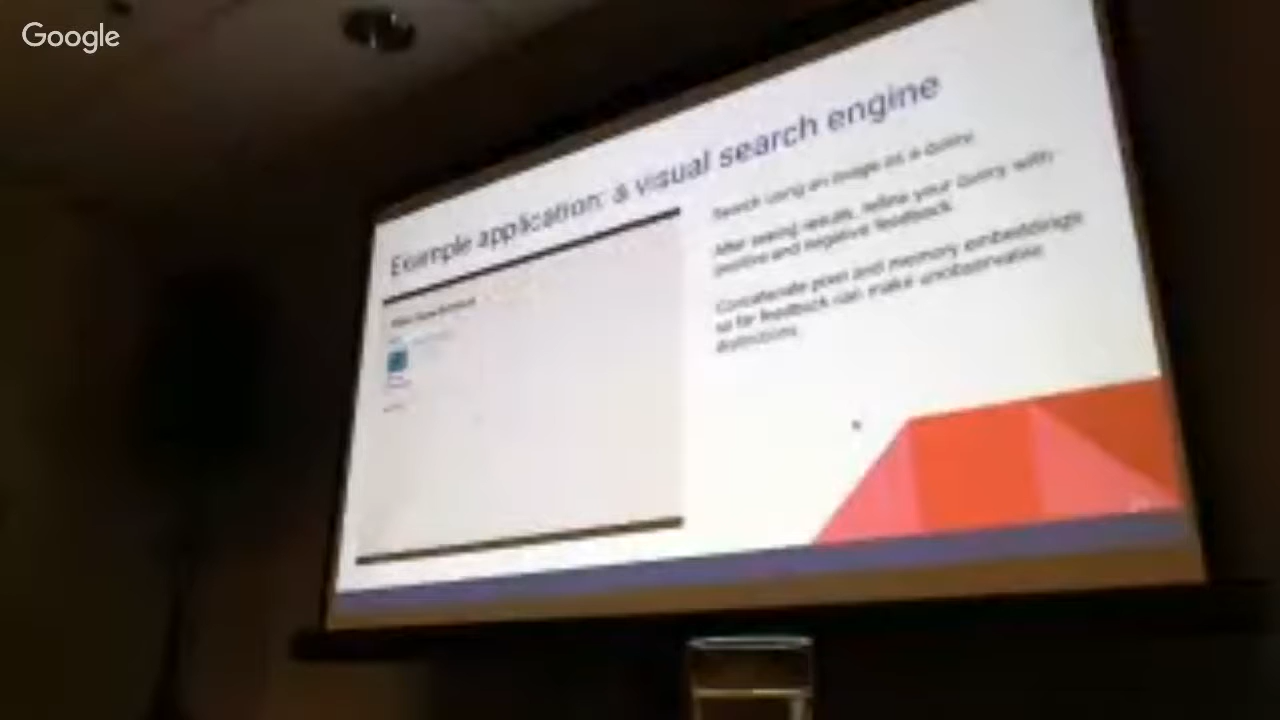 Google
Example application: a visual search engine
Search using an image as a query.
After seeing results, refine your query with
positive and negative feedback.
Concatenate pixel and memory embeddings
so far feedback can make unobservable
distinctions.